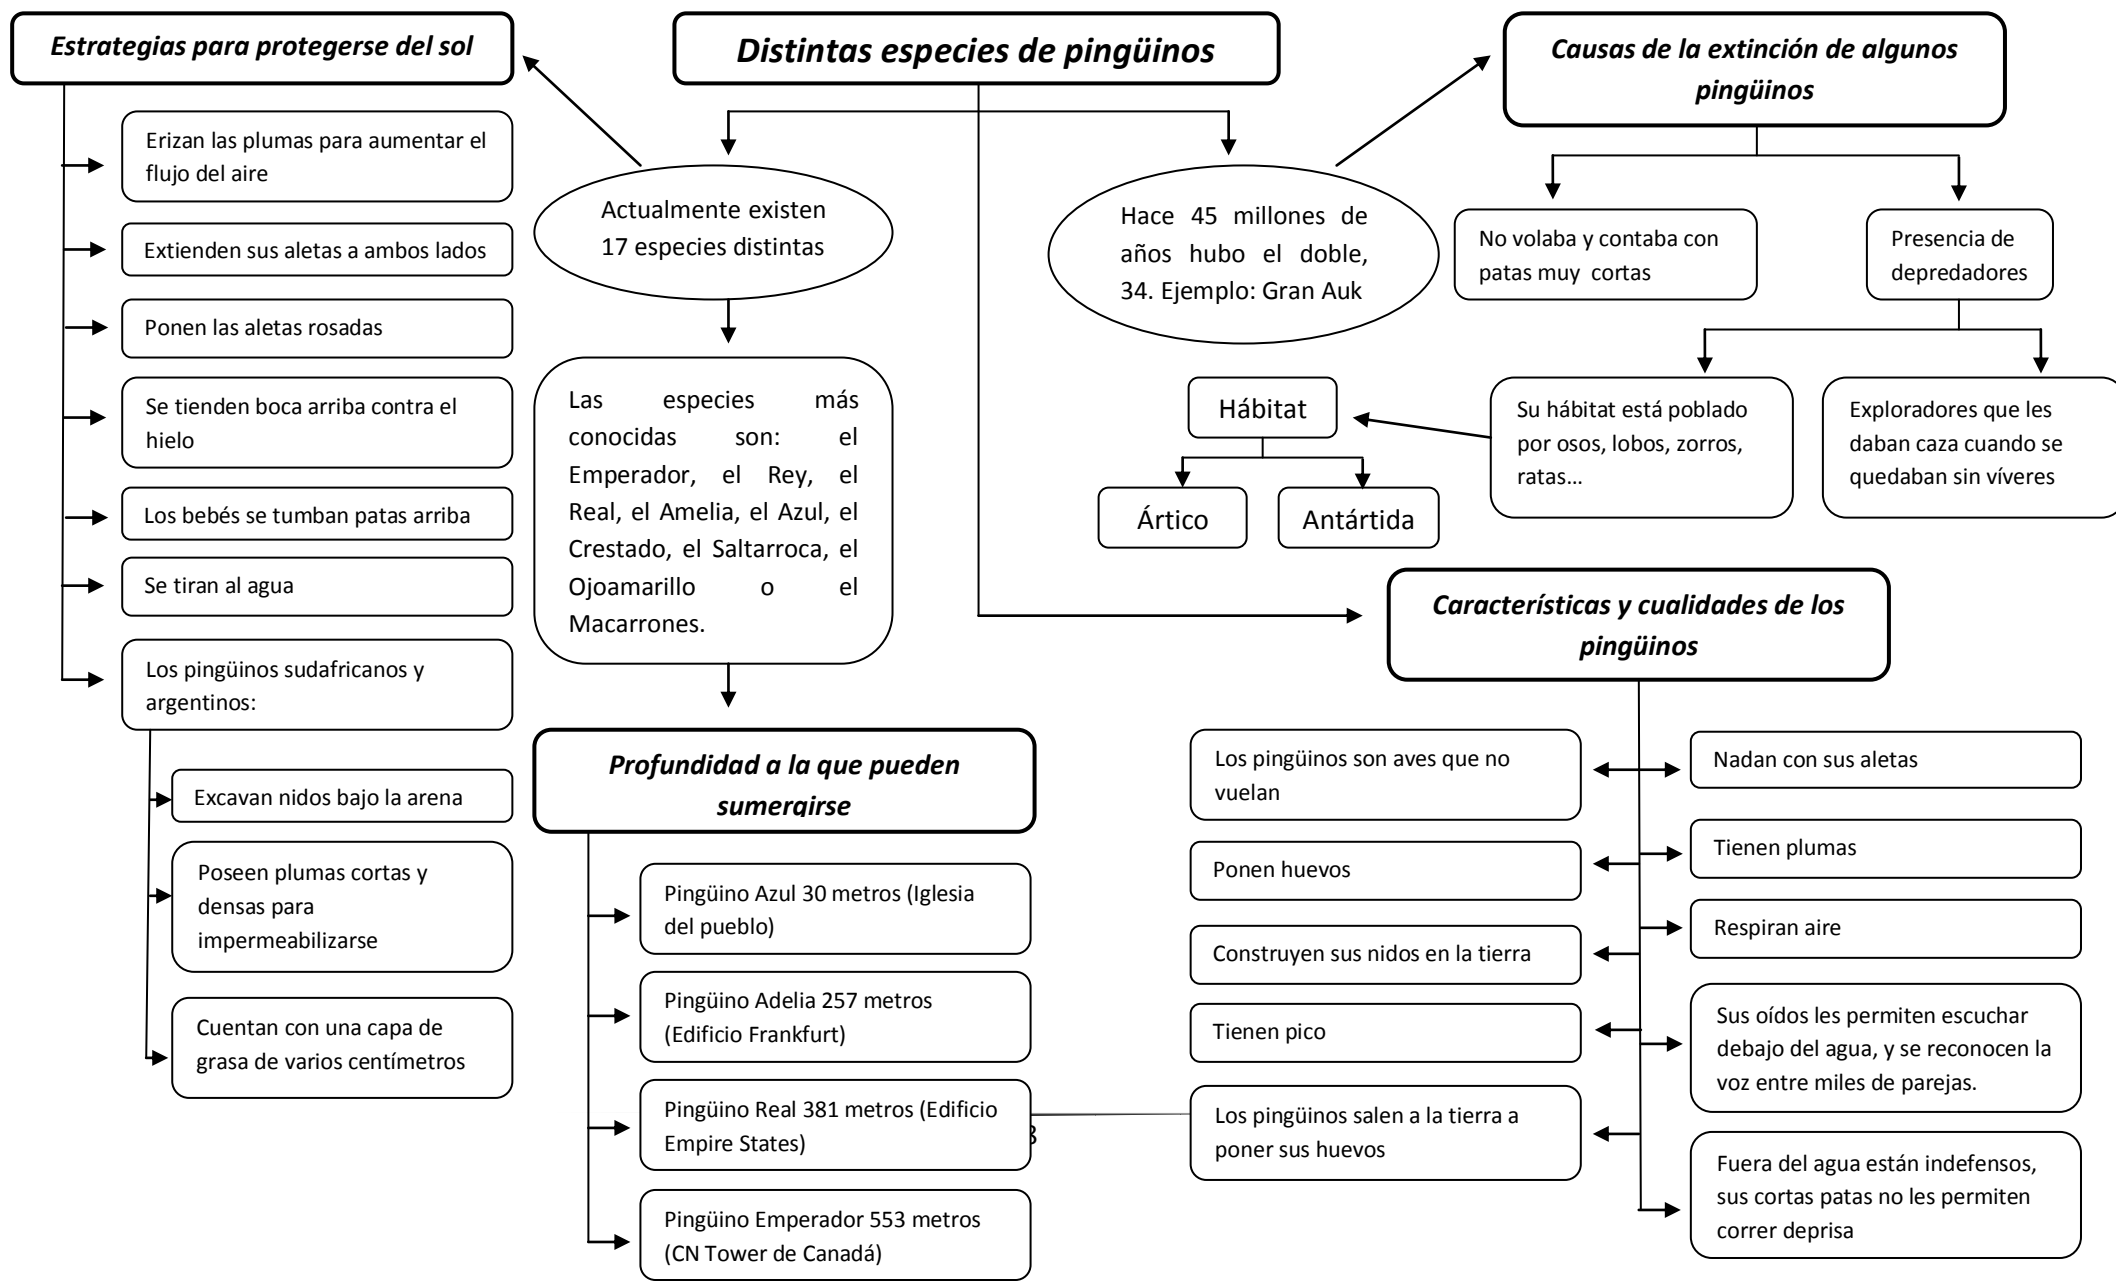 Estrategias para protegerse del sol
Erizan las plumas para aumentar el
flujo del aire
Extienden sus aletas a ambos lados
Ponen las aletas rosadas
Se tienden boca arriba contra el
hielo
Los bebés se tumban patas arriba
Se tiran al agua
Los pingüinos sudafricanos y
argentinos:
Excavan nidos bajo la arena
Poseen plumas cortas y
densas para
impermeabilizarse
Cuentan con una capa de
grasa de varios centímetros
Distintas especies de pingüinos
Actualmente existen
17 especies distintas
Las especies más
conocidas son: el
Emperador, el Rey, el
Real, el Amelia, el Azul, el
Crestado, el Saltarroca, el
Ojoamarillo o el
Macarrones.
Profundidad a la que pueden
sumergirse
Pingüino Azul 30 metros (Iglesia
del pueblo)
Pingüino Adelia 257 metros
(Edificio Frankfurt)
Pingüino Real 381 metros (Edificio
Empire States)
Pingüino Emperador 553 metros
(CN Tower de Canadá)
Hace 45 millones de
años hubo el doble,
34. Ejemplo: Gran Auk
Causas de la extinción de algunos
pingüinos
No volaba y contaba con
patas muy cortas
Presencia de
depredadores
Su hábitat está poblado
por osos, lobos, zorros,
ratas…
Exploradores que les
daban caza cuando se
quedaban sin víveres
Hábitat
Ártico
Antártida
Características y cualidades de los
pingüinos
Los pingüinos son aves que no
vuelan
Ponen huevos
Construyen sus nidos en la tierra
Tienen pico
Los pingüinos salen a la tierra a
poner sus huevos
Nadan con sus aletas
Tienen plumas
Respiran aire
Sus oídos les permiten escuchar
debajo del agua, y se reconocen la
voz entre miles de parejas.
Fuera del agua están indefensos,
sus cortas patas no les permiten
correr deprisa